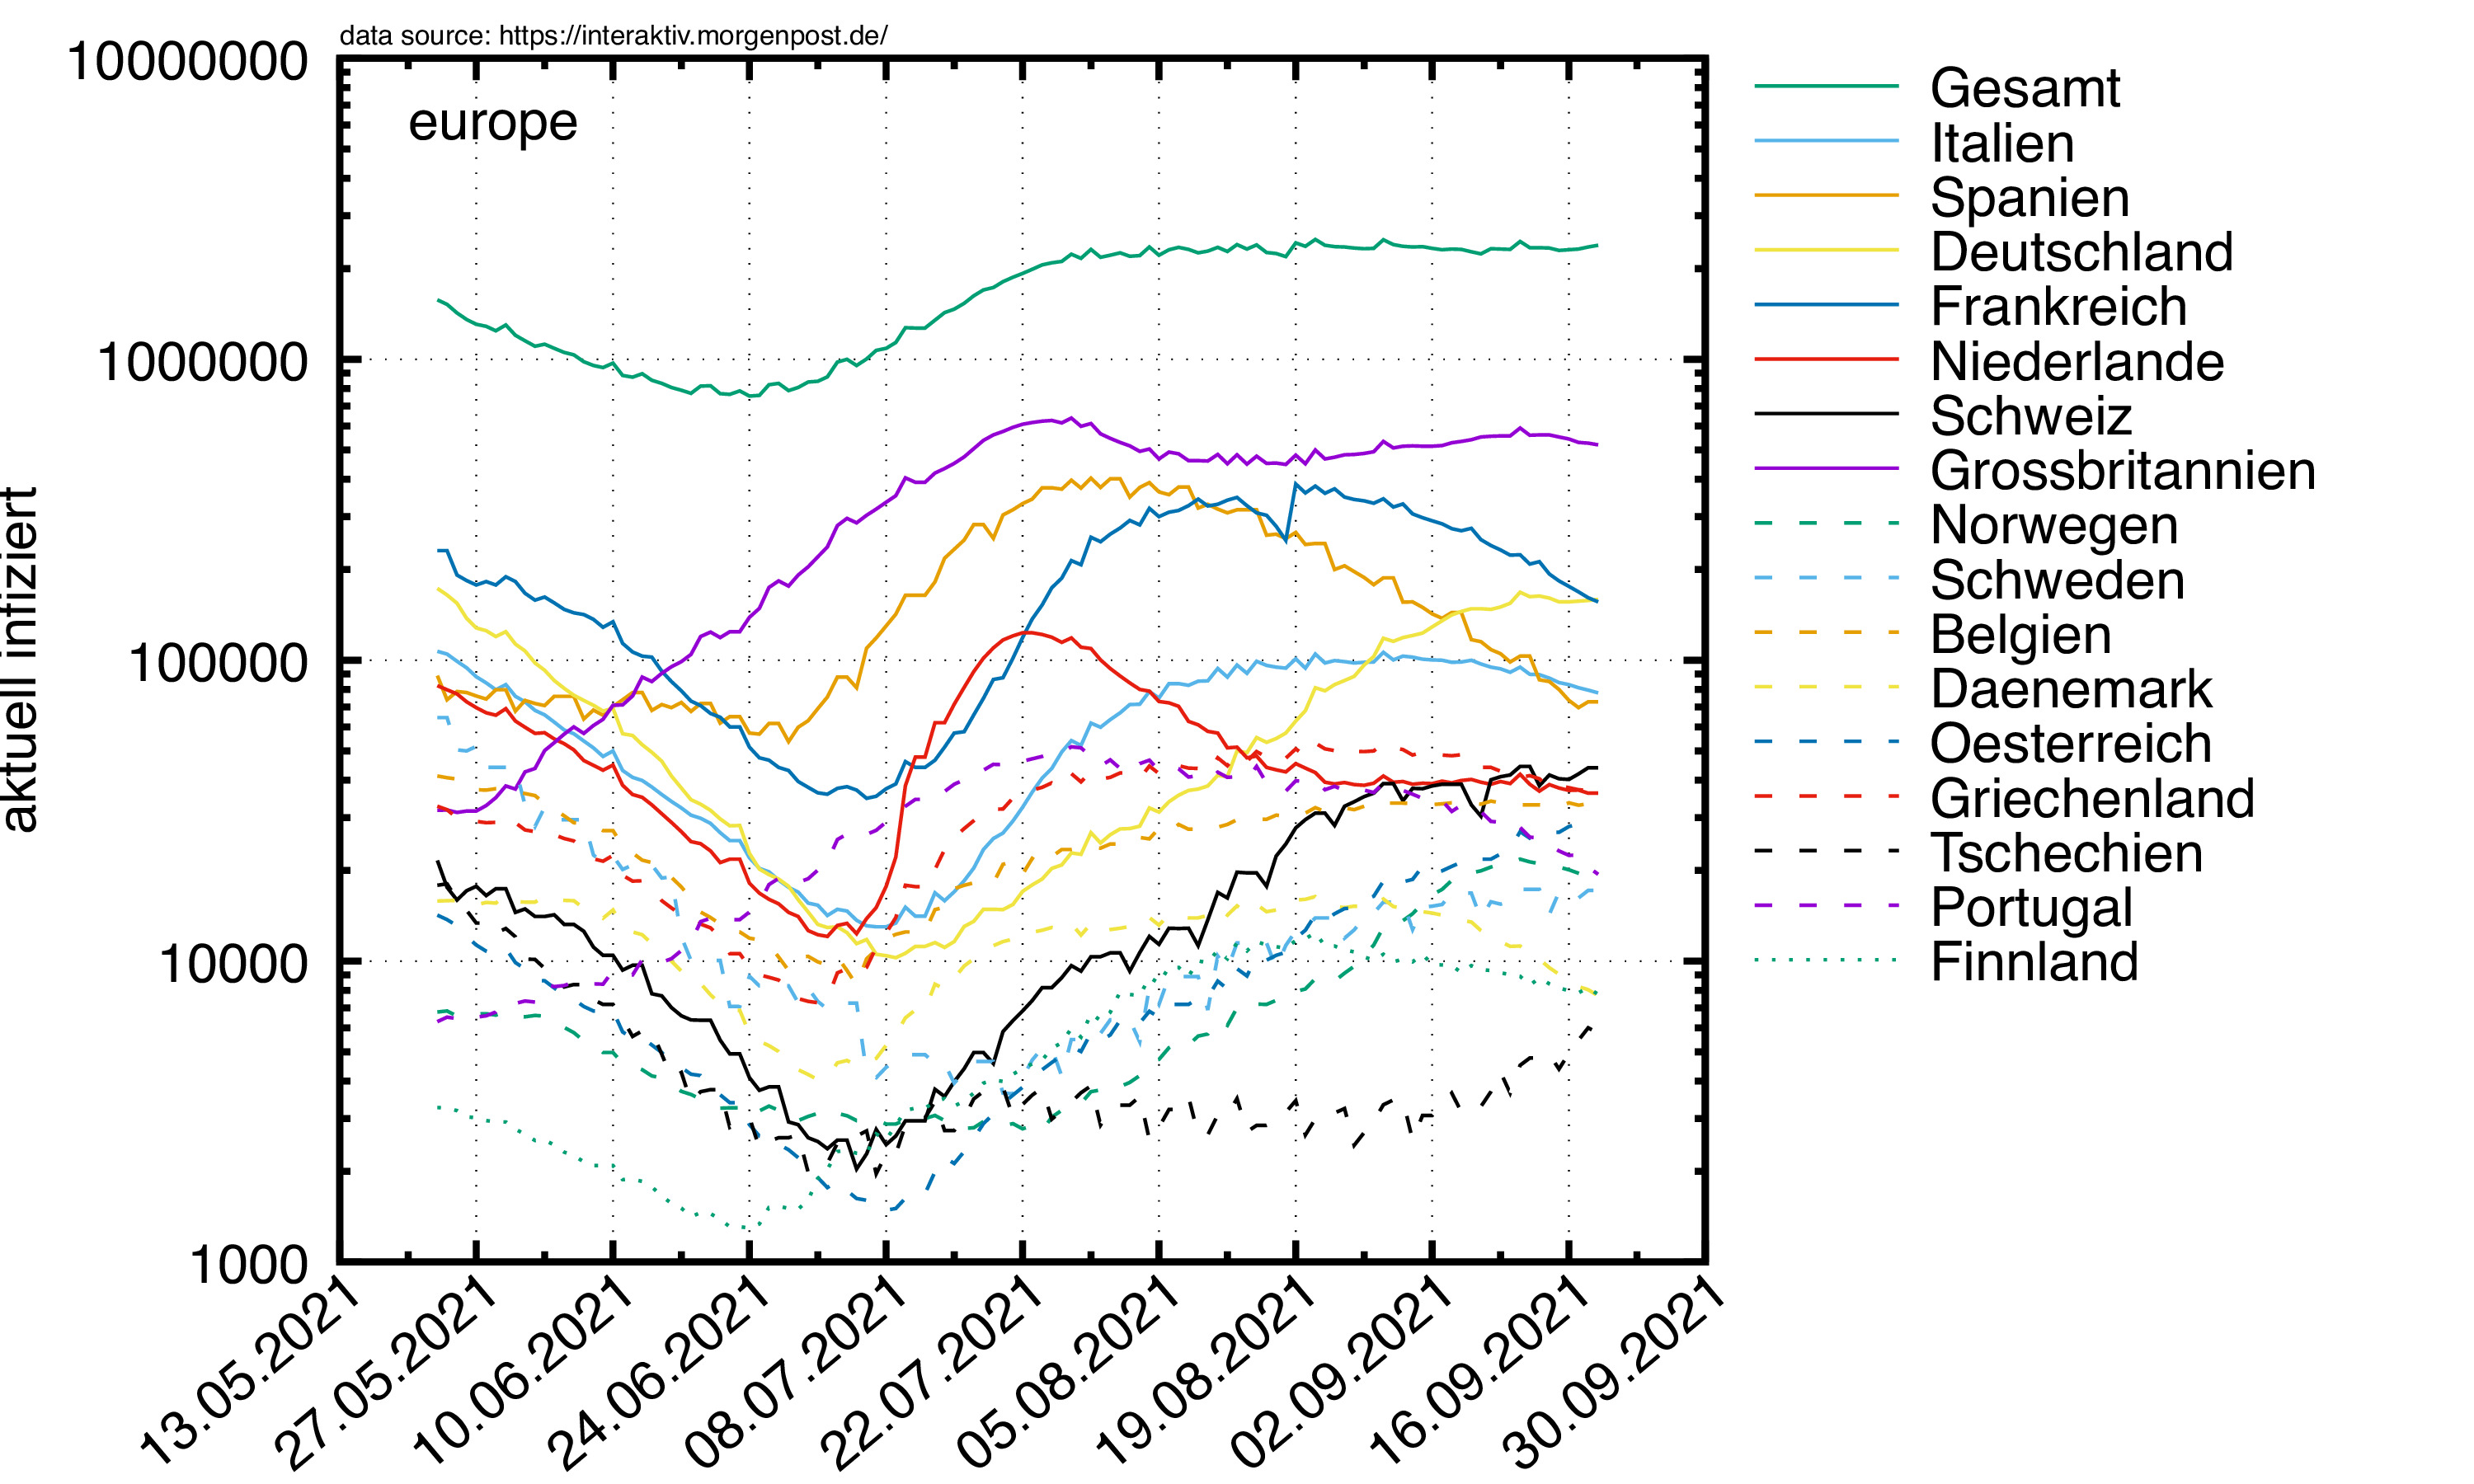 data source: https://interaktiv.morgenpost.de/
europe
aktuell infiziert
10000000
1000000
100000
10000
1000
13.05.2021
27.05.2021
10.06.2021
24.06.2021
08.07.2021
22.07.2021
05.08.2021
19.08.2021
02.09.2021
16.09.2021
30.09.2021
Gesamt
Italien
Spanien
Deutschland
Frankreich
Niederlande
Schweiz
Grossbritannien
Norwegen
Schweden
Belgien
Daenemark
Oesterreich
Griechenland
Tschechien
Portugal
Finnland